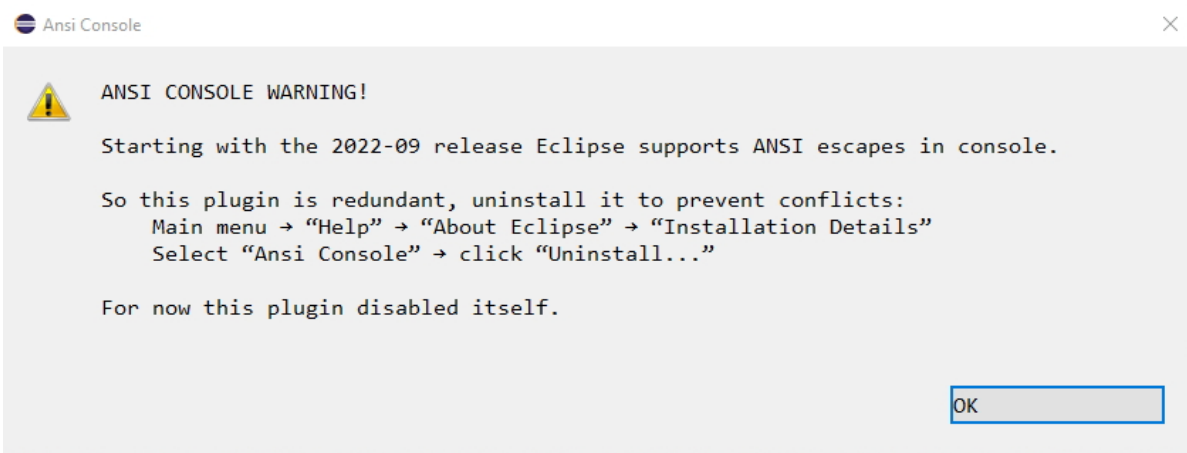 Ansi Console
ANSI CONSOLE WARNING!
Starting with the 2022-09 release Eclipse supports ANSI escapes in console.
So this plugin is redundant, uninstall it to prevent conflicts:
Main menu → “Help” → “About Eclipse” → “Installation Details”
Select “Ansi Console” → click “Uninstall...”
For now this plugin disabled itself.
OK